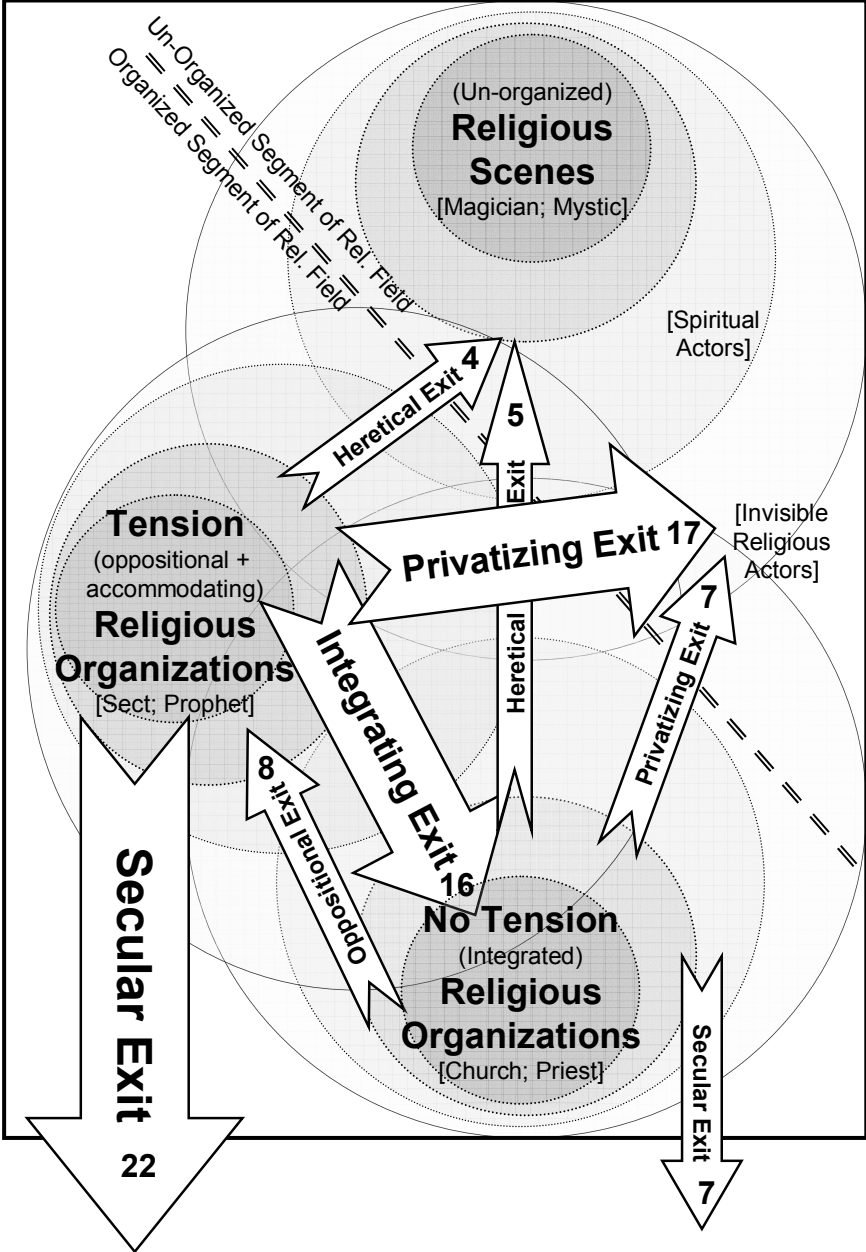 Un-Organized Segment of Rel. Field
Organized Segment of Rel. Field
(Un-organized)
Religious
Scenes
[Magician; Mystic]
[Spiritual
Actors]
Heretical Exit 4
5
Heretical Exit
Privatizing Exit 17
[Invisible
Religious
Actors]
Tension
(oppositional +
accommodating)
Religious
Organizations
[Sect; Prophet]
Integrating Exit 16
Privatizing Exit 7
8
Oppositional Exit
No Tension
(Integrated)
Religious
Organizations
[Church; Priest]
Secular Exit
22
Secular Exit
7